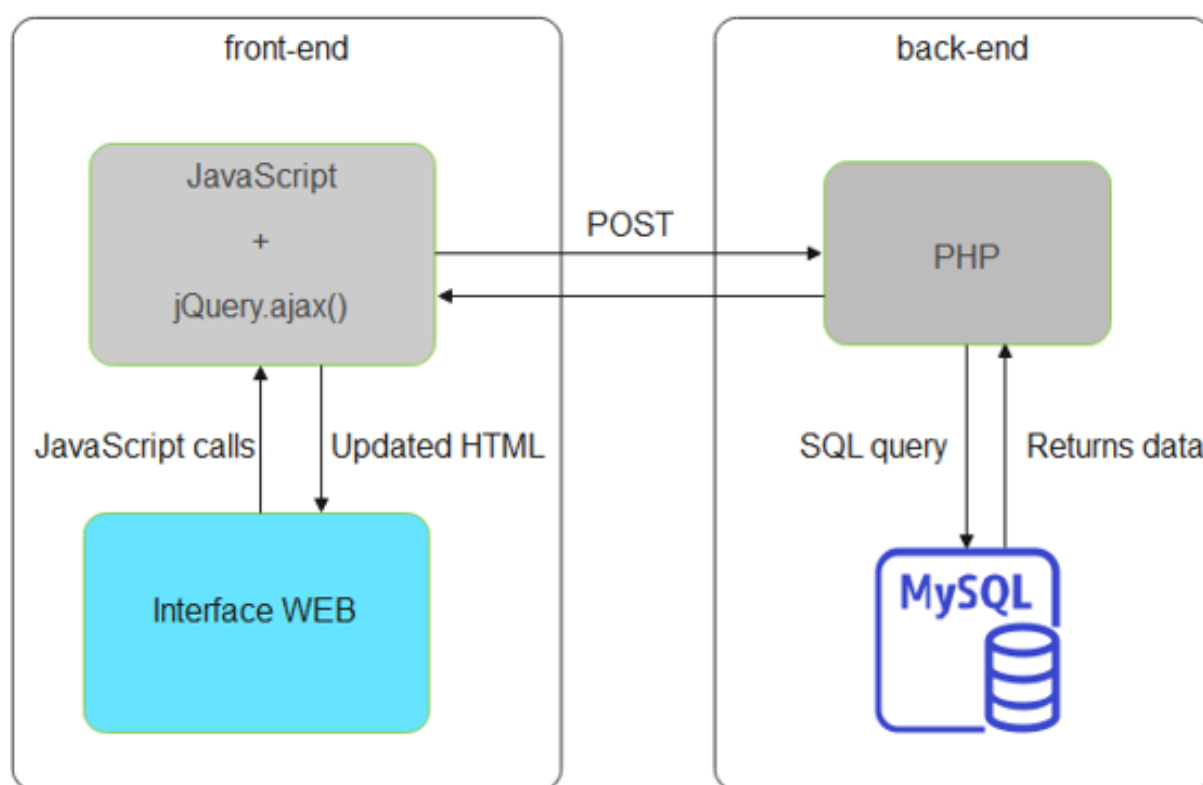 front-end
back-end
JavaScript
+
jQuery.ajax()
POST
PHP
JavaScript calls
Updated HTML
SQL query
Returns data
Interface WEB
MySQL